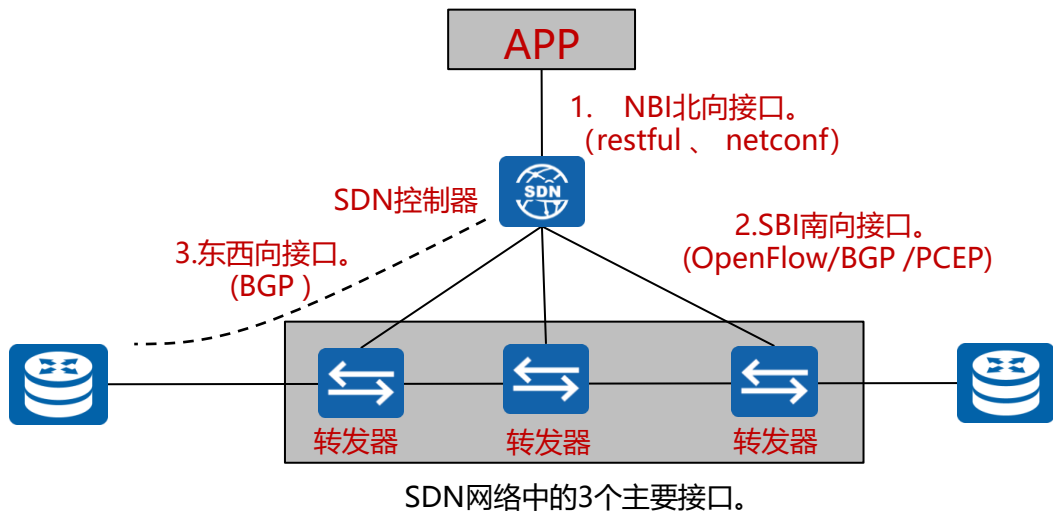 APP
1. NBI北向接口。
（restful 、 netconf）
SDN
SDN控制器
2.SBI南向接口。
(OpenFlow/BGP /PCEP)
3.东西向接口。
(BGP )
转发器
转发器
转发器
SDN网络中的3个主要接口。